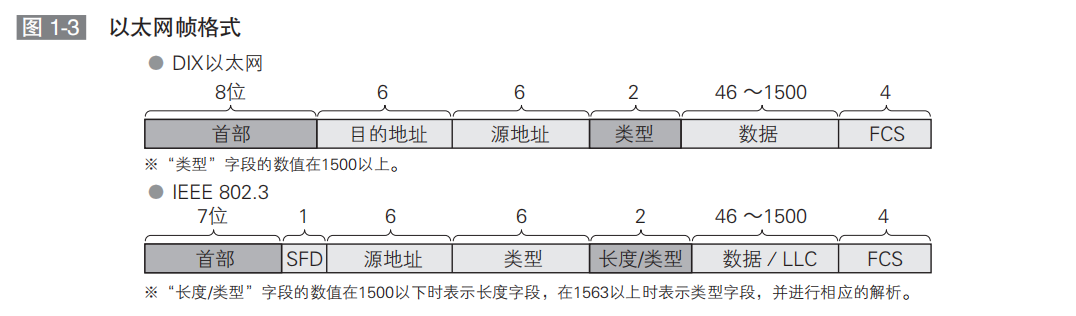 图 1-3 以太网帧格式
● DIX以太网
8位 6 6 2 46 ～1500 4
首部 目的地址 源地址 类型 数据 FCS
※“类型”字段的数值在1500以上。
● IEEE 802.3
7位 1 6 6 2 46 ～1500 4
首部 SFD 源地址 类型 长度/类型 数据 / LLC FCS
※“长度/类型”字段的数值在1500以下时表示长度字段，在1563以上时表示类型字段，并进行相应的解析。